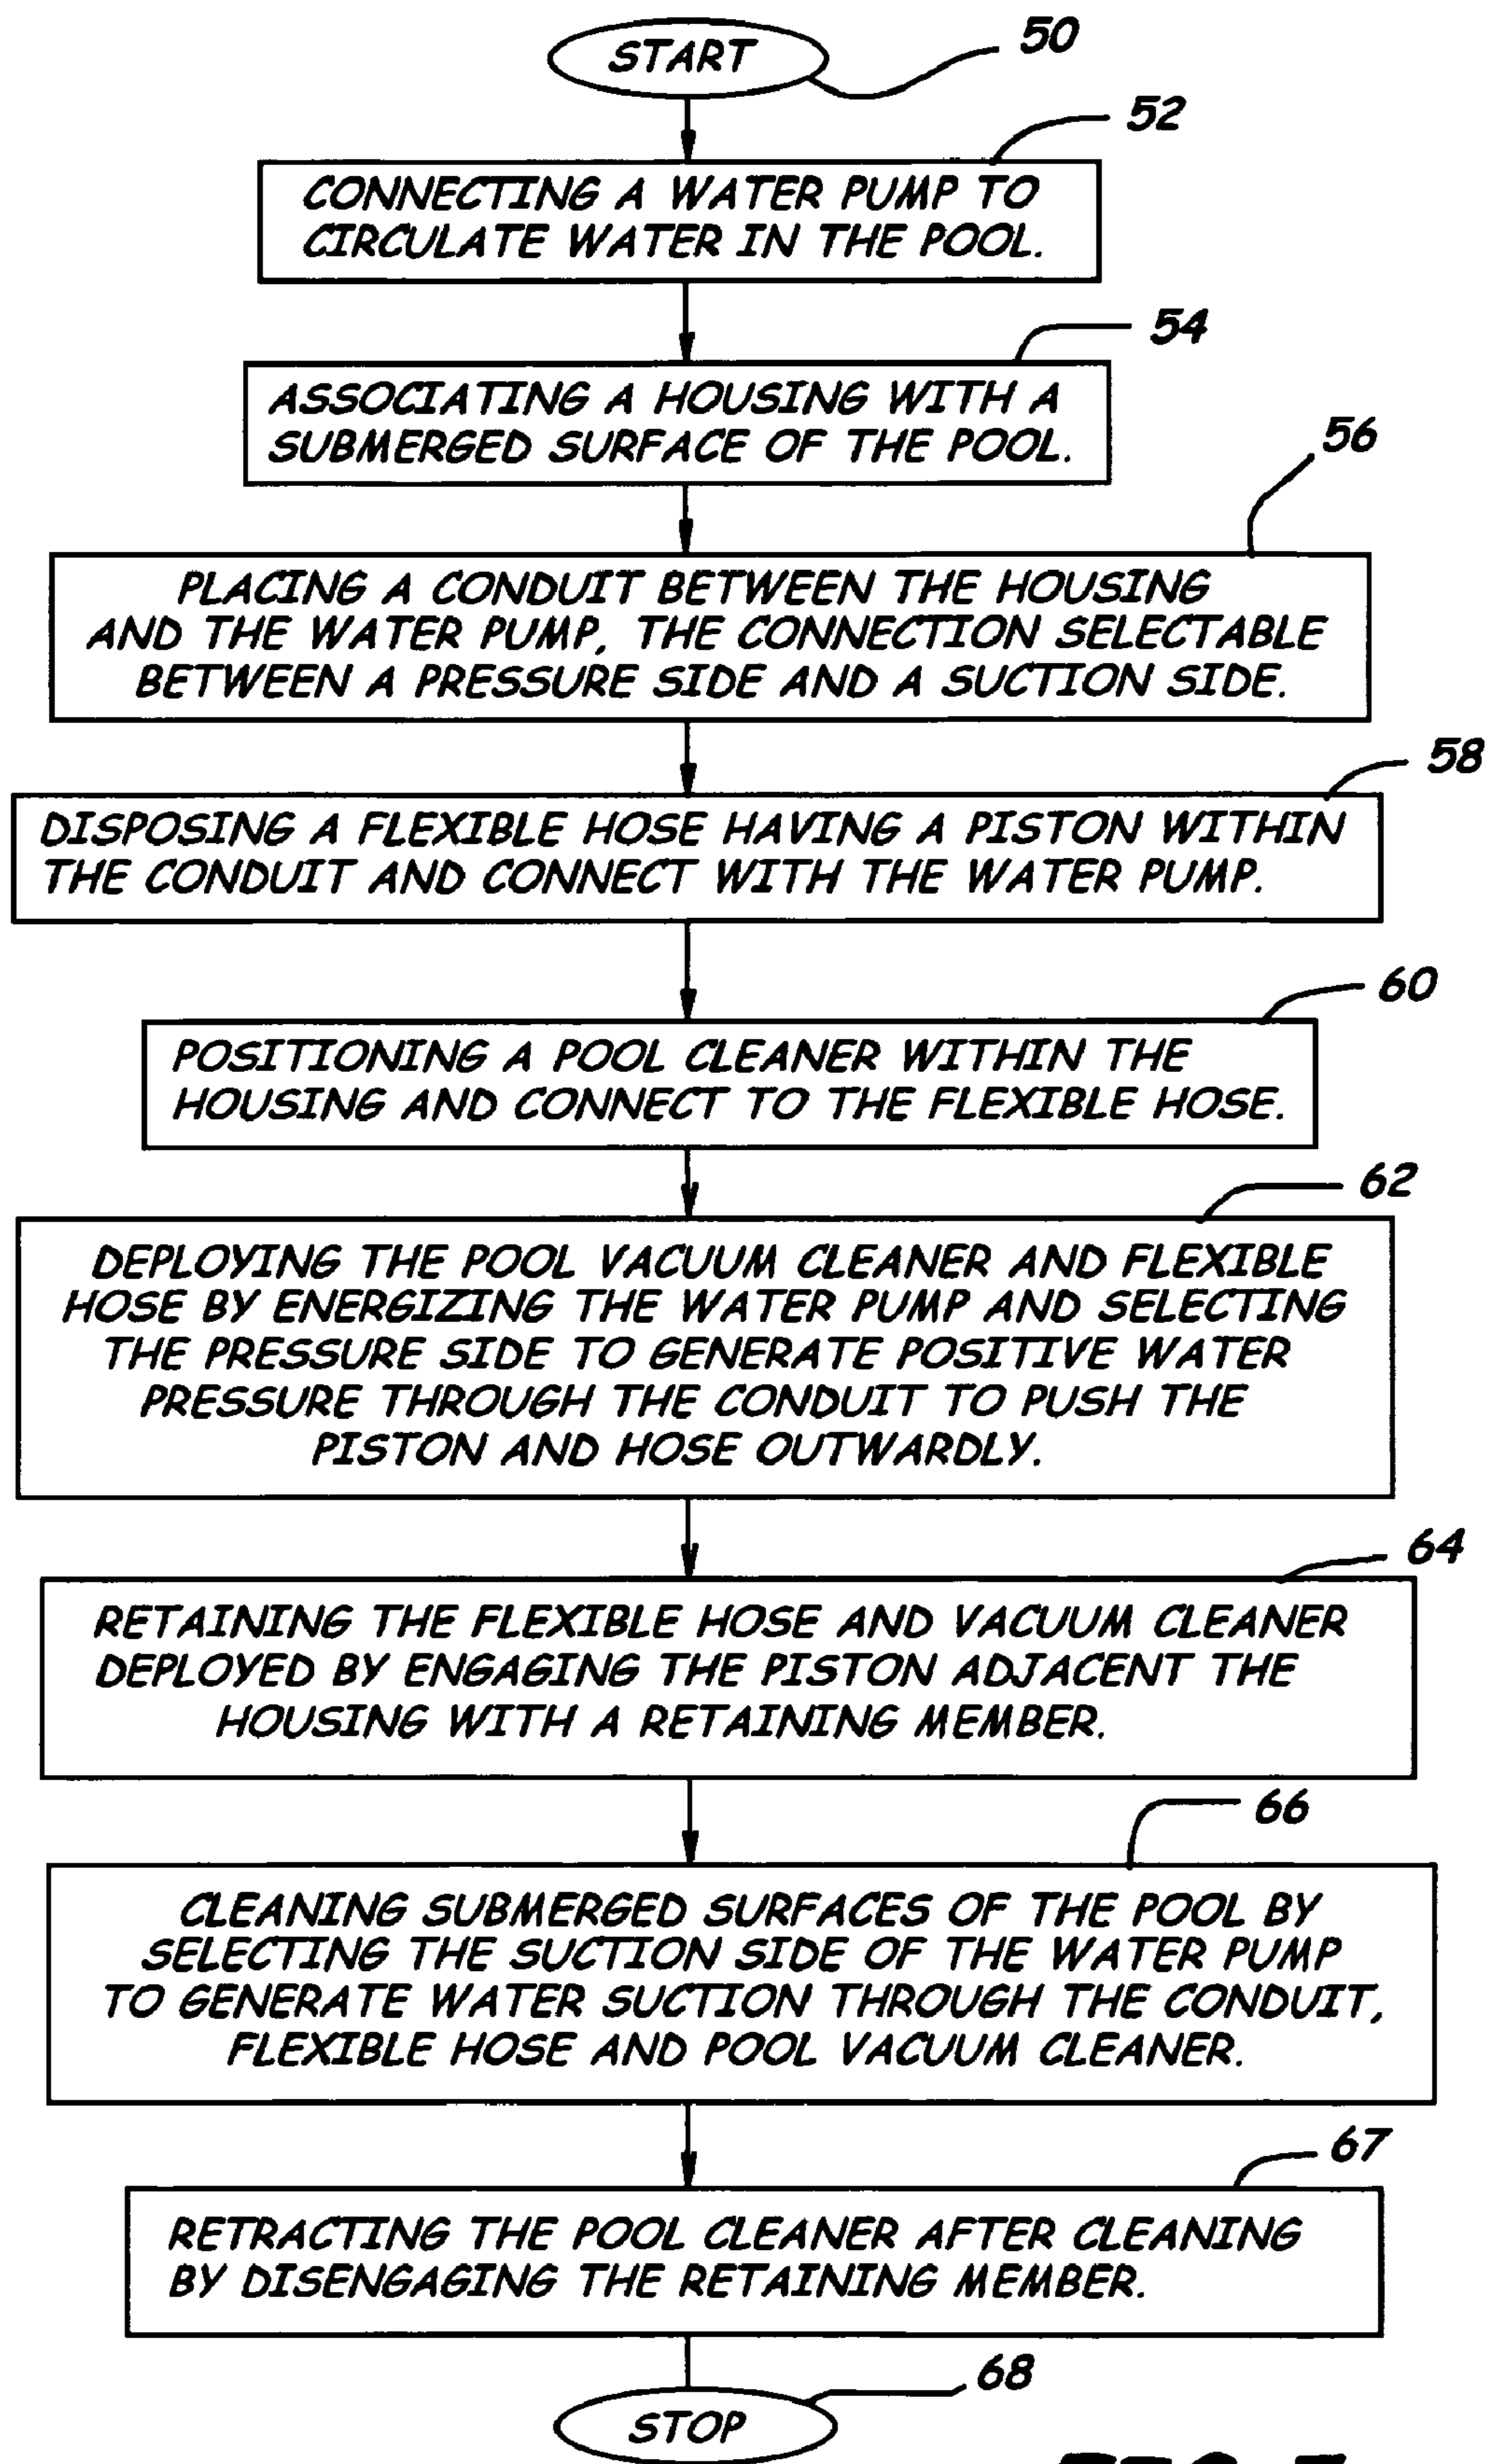 START
50
52
CONNECTING A WATER PUMP TO
CIRCULATE WATER IN THE POOL.
54
ASSOCIATING A HOUSING WITH A
SUBMERGED SURFACE OF THE POOL.
56
PLACING A CONDUIT BETWEEN THE HOUSING
AND THE WATER PUMP, THE CONNECTION SELECTABLE
BETWEEN A PRESSURE SIDE AND A SUCTION SIDE.
58
DISPOSING A FLEXIBLE HOSE HAVING A PISTON WITHIN
THE CONDUIT AND CONNECT WITH THE WATER PUMP.
60
POSITIONING A POOL CLEANER WITHIN THE
HOUSING AND CONNECT TO THE FLEXIBLE HOSE.
62
DEPLOYING THE POOL VACUUM CLEANER AND FLEXIBLE
HOSE BY ENERGIZING THE WATER PUMP AND SELECTING
THE PRESSURE SIDE TO GENERATE POSITIVE WATER
PRESSURE THROUGH THE CONDUIT TO PUSH THE
PISTON AND HOSE OUTWARDLY.
64
RETAINING THE FLEXIBLE HOSE AND VACUUM CLEANER
DEPLOYED BY ENGAGING THE PISTON ADJACENT THE
HOUSING WITH A RETAINING MEMBER.
66
CLEANING SUBMERGED SURFACES OF THE POOL BY
SELECTING THE SUCTION SIDE OF THE WATER PUMP
TO GENERATE WATER SUCTION THROUGH THE CONDUIT,
FLEXIBLE HOSE AND POOL VACUUM CLEANER.
67
RETRACTING THE POOL CLEANER AFTER CLEANING
BY DISENGAGING THE RETAINING MEMBER.
68
STOP